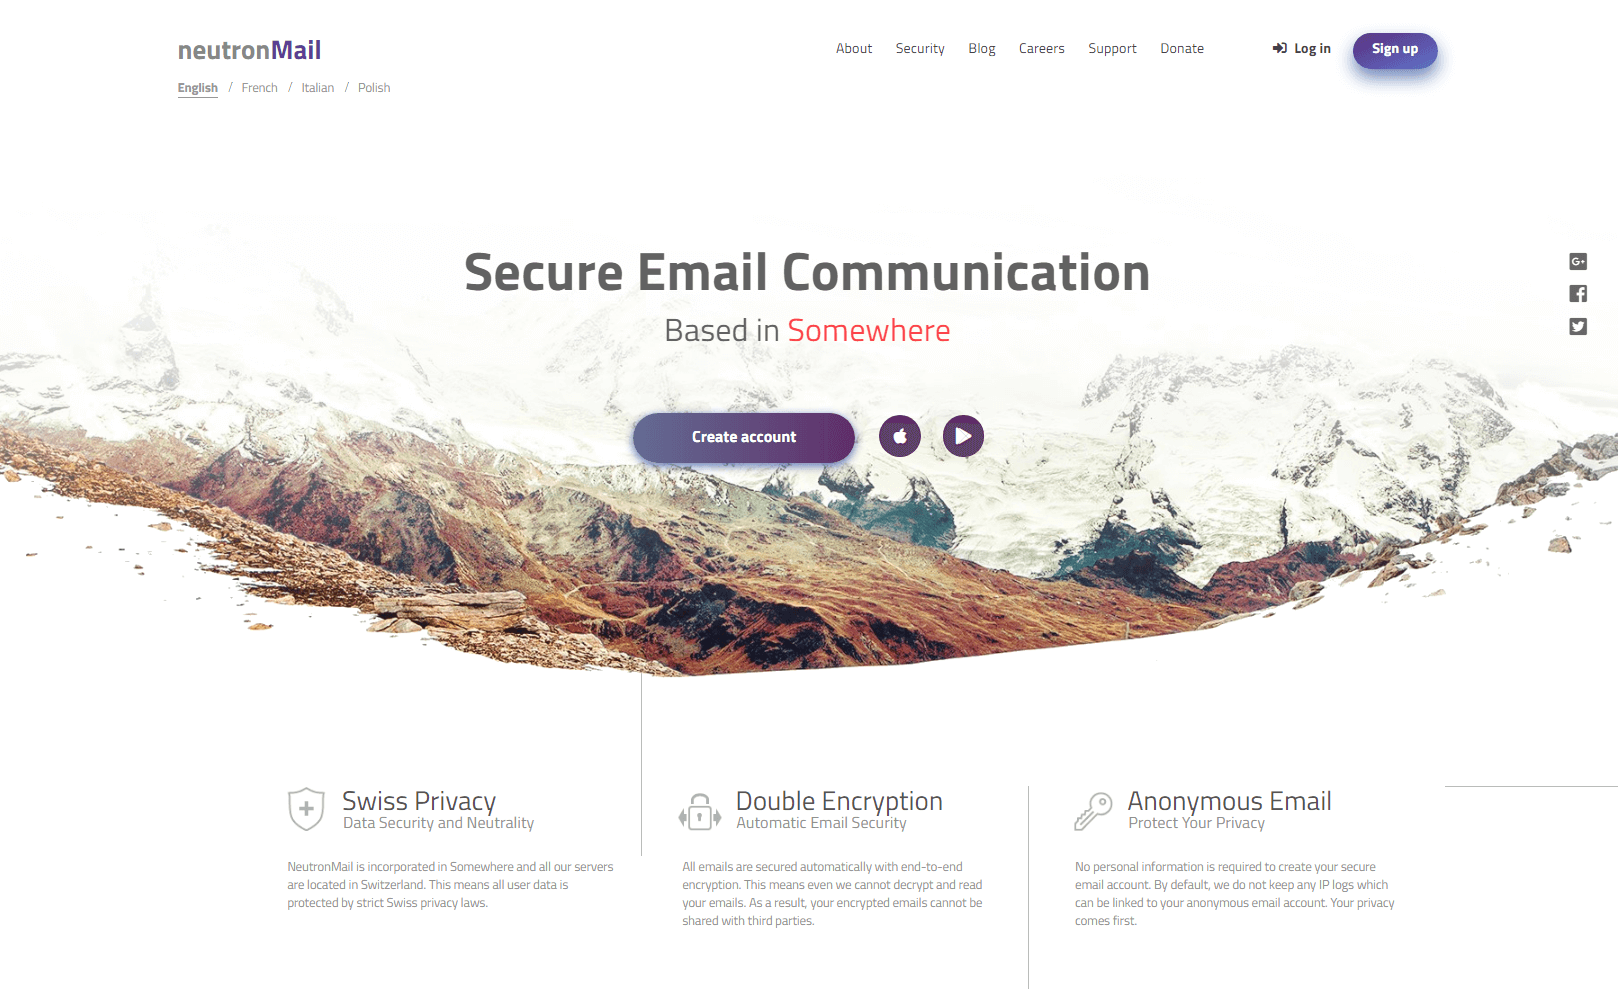 neutronMail
About Security Blog Careers Support Donate Log in Sign up
English / French / Italian / Polish
Secure Email Communication
Based in Somewhere
Create account
Swiss Privacy
Data Security and Neutrality
NeutronMail is incorporated in Somewhere and all our servers
are located in Switzerland. This means all user data is
protected by strict Swiss privacy laws.
Double Encryption
Automatic Email Security
All emails are secured automatically with end-to-end
encryption. This means even we cannot decrypt and read
your emails. As a result, your encrypted emails cannot be
shared with third parties.
Anonymous Email
Protect Your Privacy
No personal information is required to create your secure
email account. By default, we do not keep any IP logs which
can be linked to your anonymous email account. Your privacy
comes first.